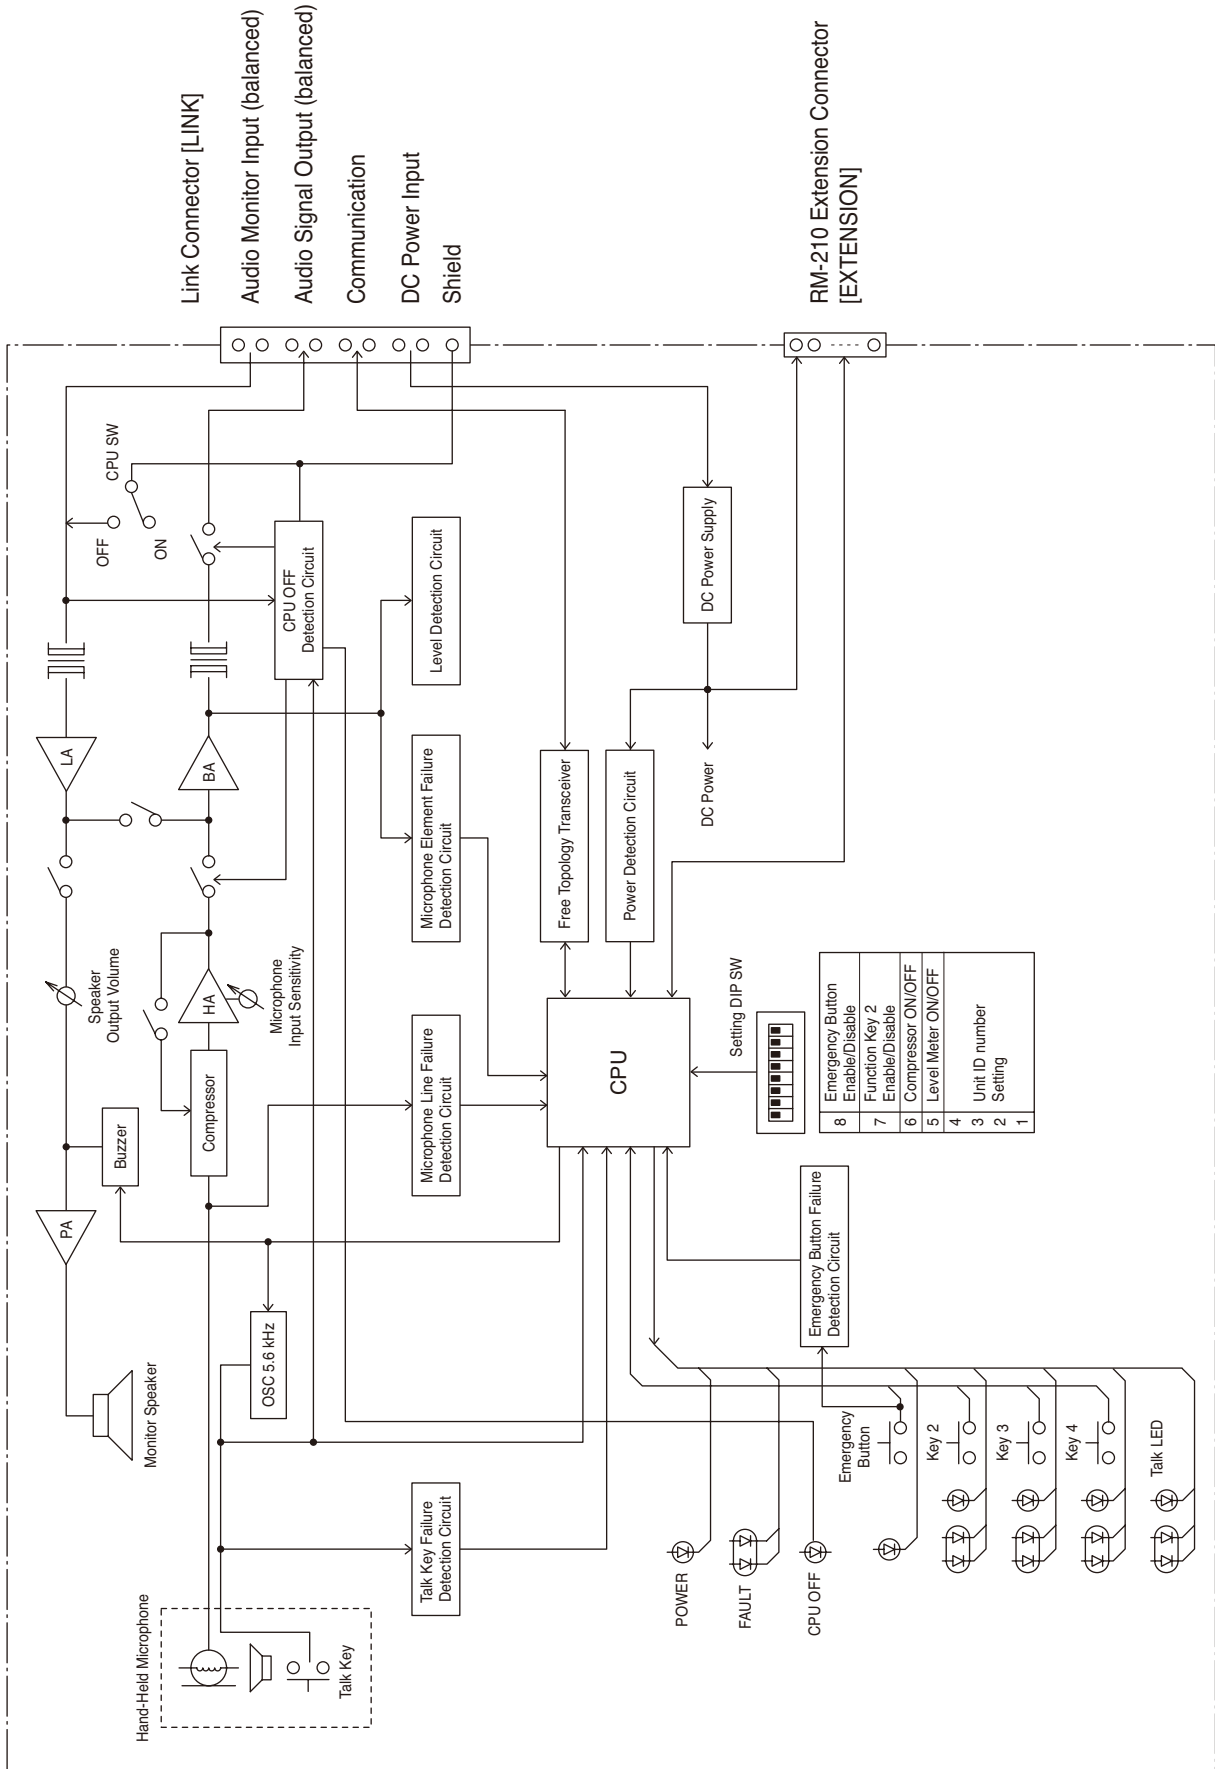 Link Connector [LINK]
Audio Monitor Input (balanced)
Audio Signal Output (balanced)
Communication
DC Power Input
Shield
RM-210 Extension Connector
[EXTENSION]
CPU SW
OFF
ON
LA
BA
CPU OFF
Detection Circuit
Level Detection Circuit
DC Power Supply
Speaker
Output Volume
HA
Microphone
Input Sensitivity
Microphone Element Failure
Detection Circuit
Free Topology Transceiver
Power Detection Circuit
DC Power
PA
Buzzer
Compressor
Microphone Line Failure
Detection Circuit
CPU
Setting DIP SW
8 Emergency Button
Enable/Disable
7 Function Key 2
Enable/Disable
6 Compressor ON/OFF
5 Level Meter ON/OFF
4
3 Unit ID number
2 Setting
1
Monitor Speaker
OSC 5.6 kHz
Emergency Button Failure
Detection Circuit
Hand-Held Microphone
Talk Key
Talk Key Failure
Detection Circuit
POWER
FAULT
CPU OFF
Emergency
Button
Key 2
Key 3
Key 4
Talk LED